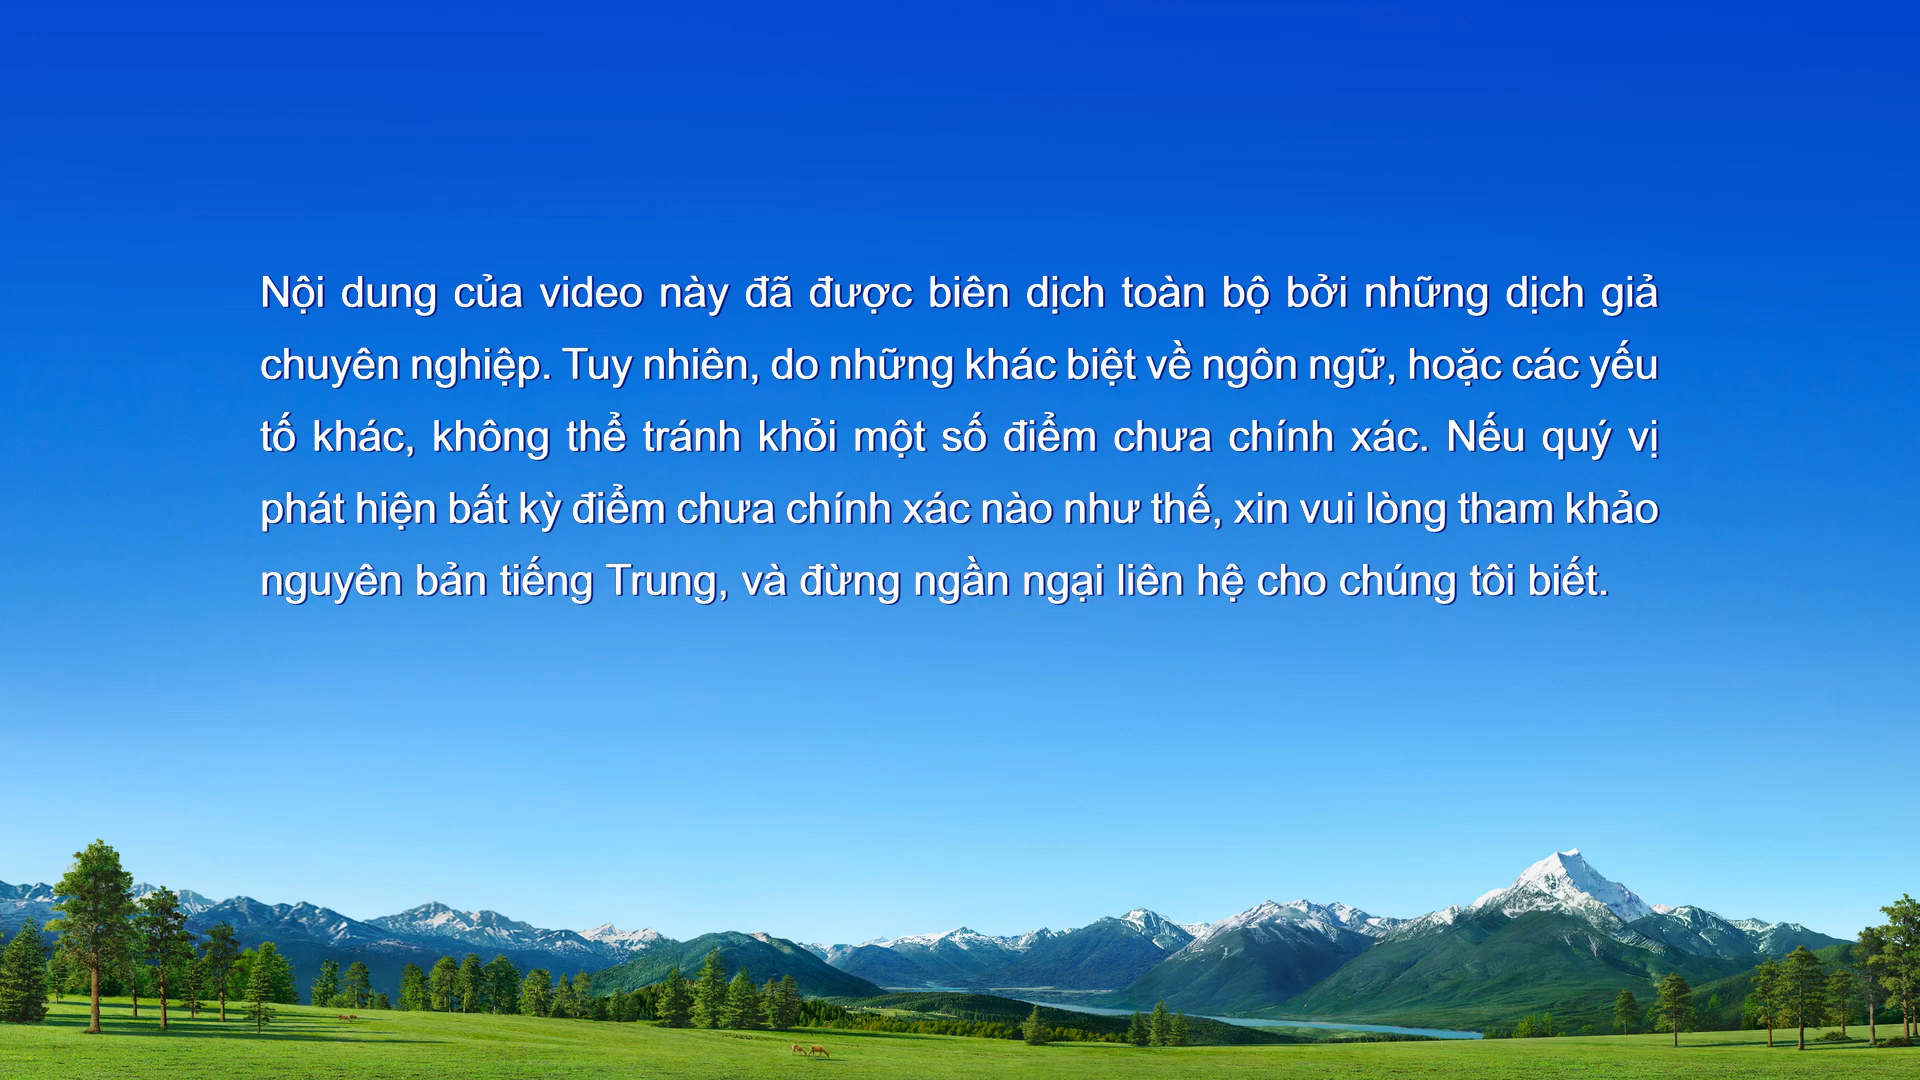 Nội dung của video này đã được biên dịch toàn bộ bởi những dịch giả
chuyên nghiệp. Tuy nhiên, do những khác biệt về ngôn ngữ, hoặc các yếu
tố khác, không thể tránh khỏi một số điểm chưa chính xác. Nếu quý vị
phát hiện bất kỳ điểm chưa chính xác nào như thế, xin vui lòng tham khảo
nguyên bản tiếng Trung, và đừng ngần ngại liên hệ cho chúng tôi biết.